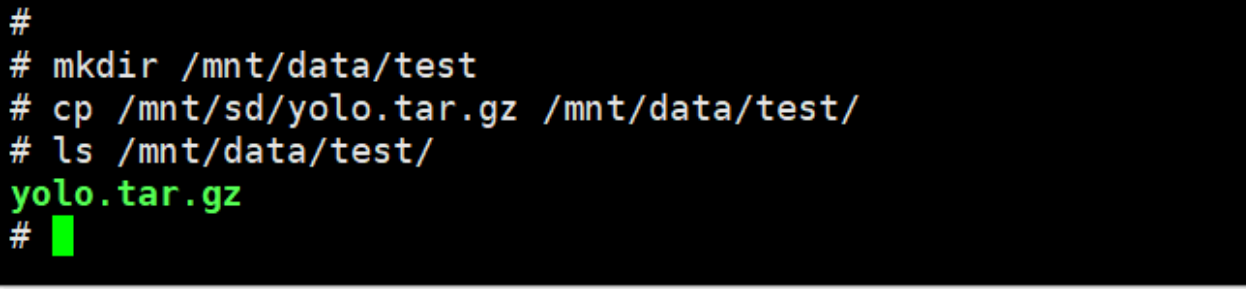 #
# mkdir /mnt/data/test
# cp /mnt/sd/yolo.tar.gz /mnt/data/test/
# ls /mnt/data/test/
yolo.tar.gz
#